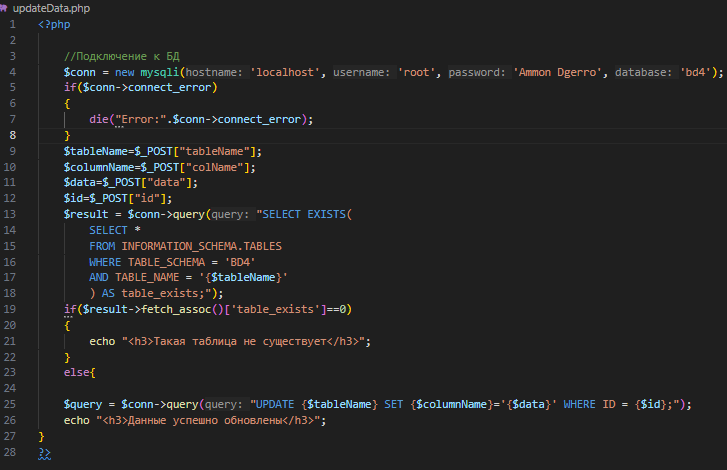 updateData.php
1 <?php
2
3 //Подключение к БД
4 $conn = new mysqli(hostname: 'localhost', username: 'root', password: 'Ammon Dgerro', database: 'bd4');
5 if($conn->connect_error)
6 {
7 die("Error:".$conn->connect_error);
8 }
9 $tableName=$_POST["tableName"];
10 $columnName=$_POST["colName"];
11 $data=$_POST["data"];
12 $id=$_POST["id"];
13 $result = $conn->query(query: "SELECT EXISTS(
14 SELECT *
15 FROM INFORMATION_SCHEMA.TABLES
16 WHERE TABLE_SCHEMA = 'BD4'
17 AND TABLE_NAME = '{$tableName}'
18 ) AS table_exists;");
19 if($result->fetch_assoc()['table_exists']==0)
20 {
21 echo "<h3>Такая таблица не существует</h3>";
22 }
23 else{
24
25 $query = $conn->query(query: "UPDATE {$tableName} SET {$columnName}='{$data}' WHERE ID = {$id};");
26 echo "<h3>Данные успешно обновлены</h3>";
27 }
28 ?>